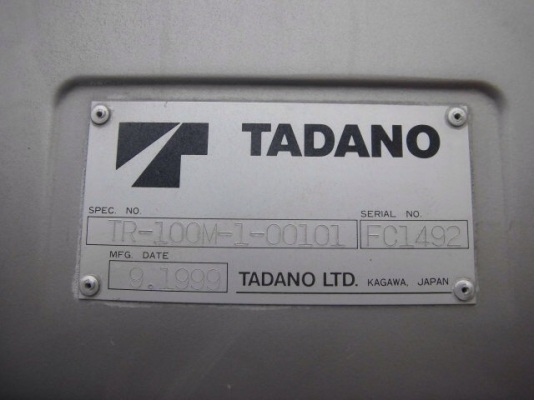 TADANO
SPEC. NO. SERIAL NO.
TR-100M-1-00101 FC1492
MFG. DATE
9.1999 TADANO LTD. KAGAWA, JAPAN